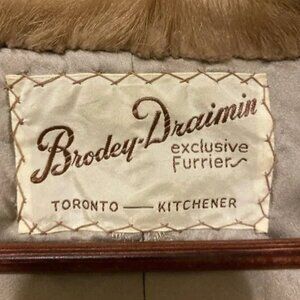 Brodey-Draimin
exclusive
Furriers
TORONTO — KITCHENER